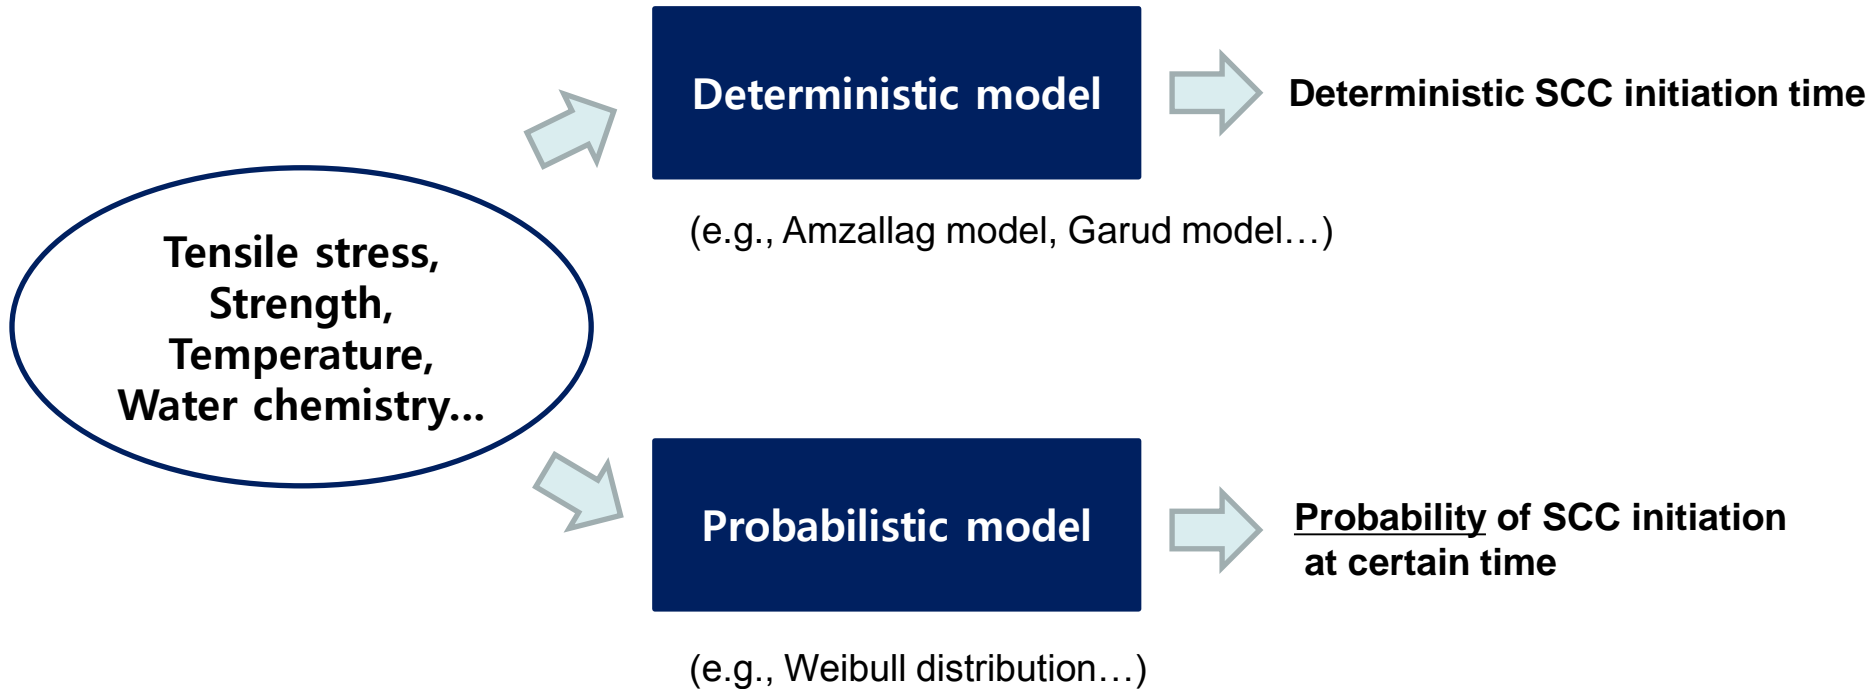 Tensile stress,
Strength,
Temperature,
Water chemistry...
Deterministic model
(e.g., Amzallag model, Garud model…)
Deterministic SCC initiation time
Probabilistic model
(e.g., Weibull distribution…)
Probability of SCC initiation
at certain time